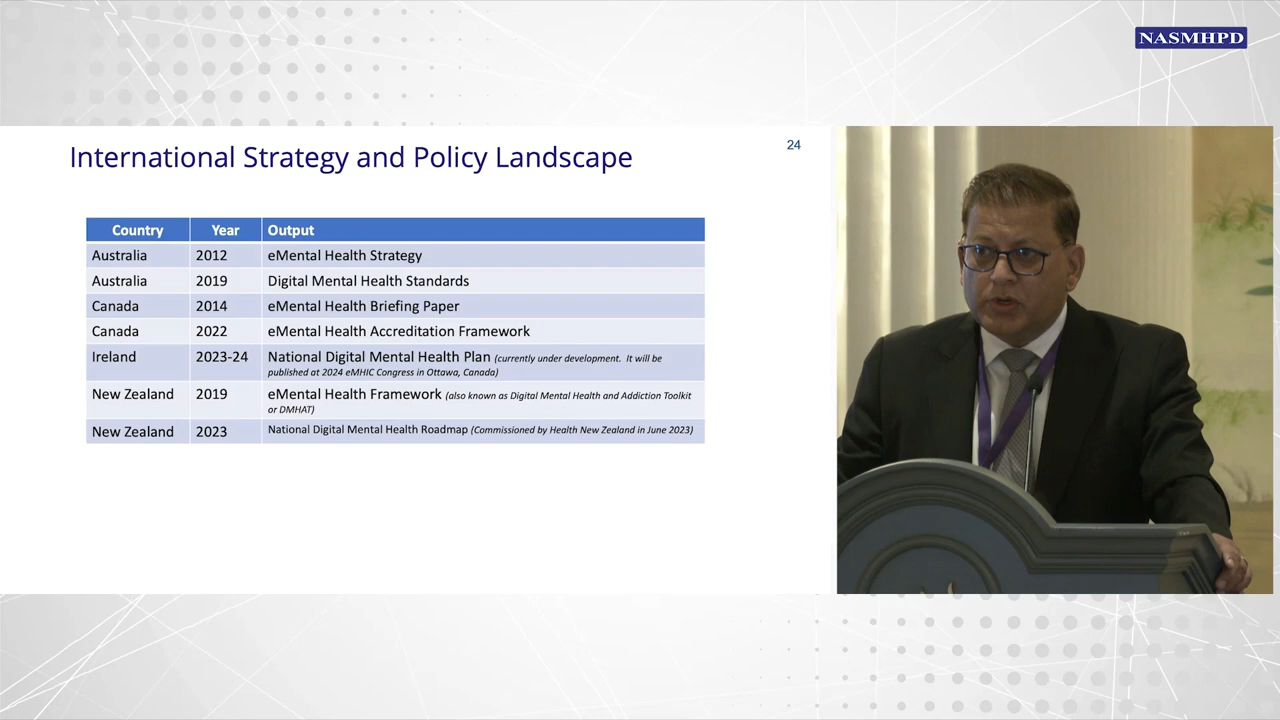 NASMHPD
International Strategy and Policy Landscape
24
Country Year Output
Australia 2012 eMental Health Strategy
Australia 2019 Digital Mental Health Standards
Canada 2014 eMental Health Briefing Paper
Canada 2022 eMental Health Accreditation Framework
Ireland 2023-24 National Digital Mental Health Plan (currently under development. It will be
published at 2024 eMHIC Congress in Ottawa, Canada)
New Zealand 2019 eMental Health Framework (also known as Digital Mental Health and Addiction Toolkit
or DMHAT)
New Zealand 2023 National Digital Mental Health Roadmap (Commissioned by Health New Zealand in June 2023)